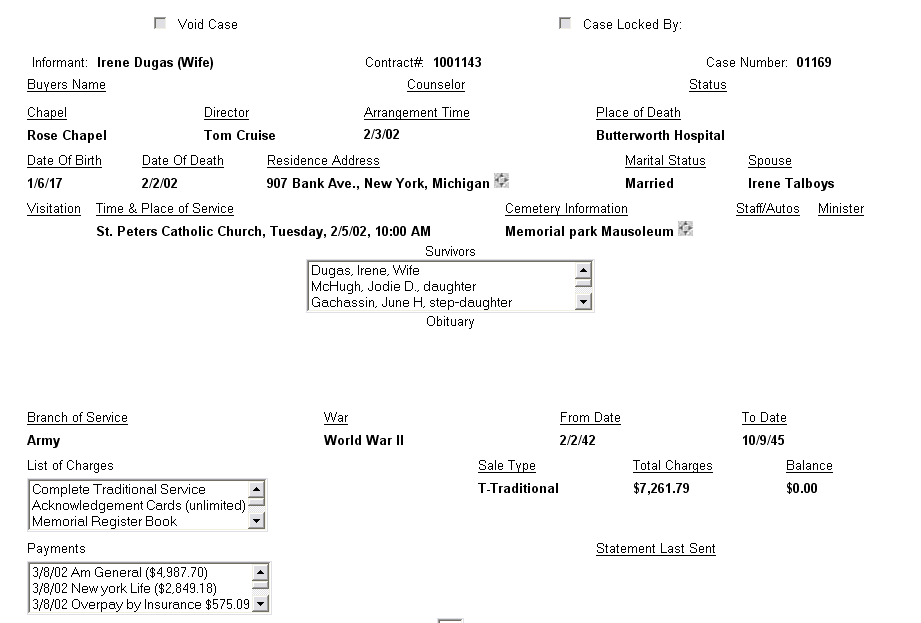 Void Case Case Locked By:
Informant: Irene Dugas (Wife) Contract#: 1001143 Case Number: 01169
Buyers Name Counselor Status
Chapel Director Arrangement Time Place of Death
Rose Chapel Tom Cruise 2/3/02 Butterworth Hospital
Date Of Birth Date Of Death Residence Address Marital Status Spouse
1/6/17 2/2/02 907 Bank Ave., New York, Michigan Married Irene Talboys
Visitation Time & Place of Service Cemetery Information Staff/Autos Minister
St. Peters Catholic Church, Tuesday, 2/5/02, 10:00 AM Memorial park Mausoleum
Survivors
Dugas, Irene, Wife
McHugh, Jodie D., daughter
Gachassin, June H, step-daughter
Obituary
Branch of Service War From Date To Date
Army World War II 2/2/42 10/9/45
List of Charges Sale Type Total Charges Balance
Complete Traditional Service T-Traditional $7,261.79 $0.00
Acknowledgement Cards (unlimited)
Memorial Register Book
Payments Statement Last Sent
3/8/02 Am General ($4,987.70)
3/8/02 New york Life ($2,849.18)
3/8/02 Overpay by Insurance $575.09